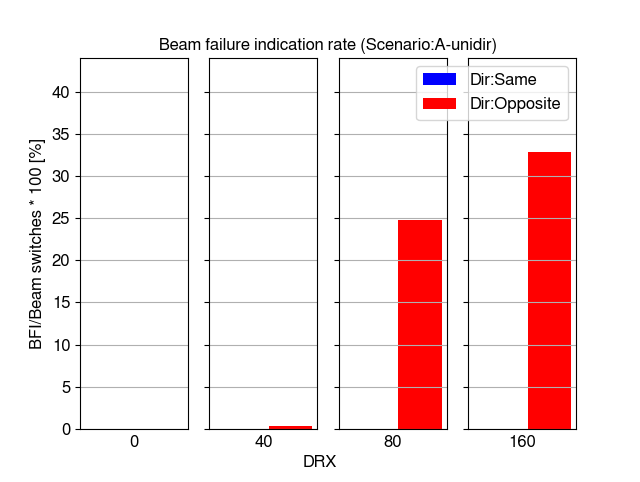 Beam failure indication rate (Scenario:A-unidir)
Dir:Same
Dir:Opposite
BFI/Beam switches * 100 [%]
40
35
30
25
20
15
10
5
0
0
40
80
160
DRX